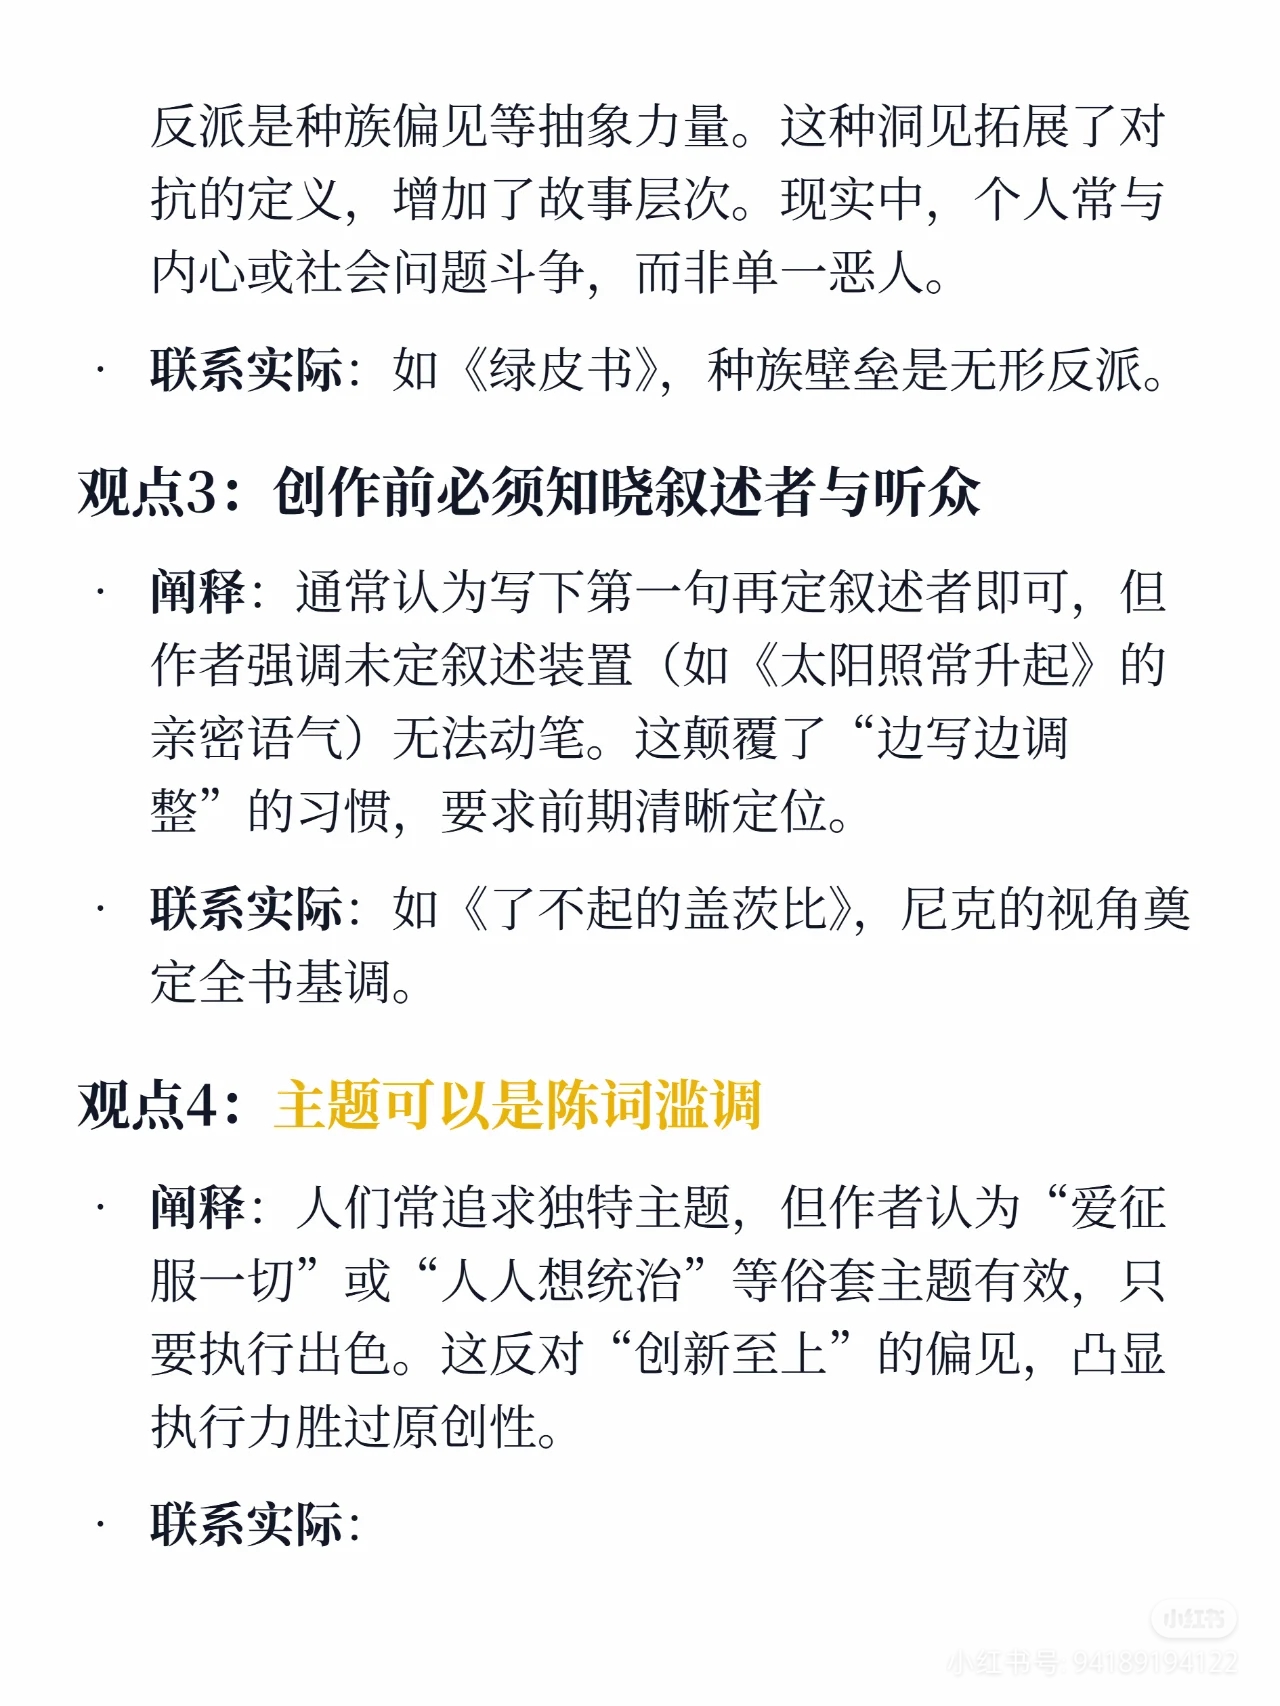 反派是种族偏见等抽象力量。这种洞见拓展了对
抗的定义，增加了故事层次。现实中，个人常与
内心或社会问题斗争，而非单一恶人。
· 联系实际：如《绿皮书》，种族壁垒是无形反派。
观点3：创作前必须知晓叙述者与听众
· 阐释：通常认为写下第一句再定叙述者即可，但
作者强调未定叙述装置（如《太阳照常升起》的
亲密语气）无法动笔。这颠覆了“边写边调
整”的习惯，要求前期清晰定位。
· 联系实际：如《了不起的盖茨比》，尼克的视角奠
定全书基调。
观点4：主题可以是陈词滥调
· 阐释：人们常追求独特主题，但作者认为“爱征
服一切”或“人人想统治”等俗套主题有效，只
要执行出色。这反对“创新至上”的偏见，凸显
执行力胜过原创性。
· 联系实际：
小红书
小红书号: 94189194122